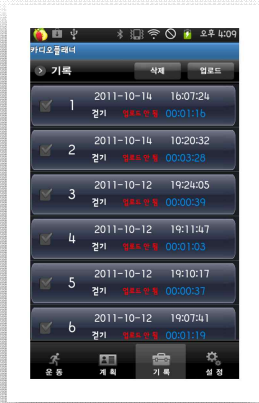 오후 4:09
카디오플래너
기록 삭제 업로드
1 2011-10-14 16:07:24
걷기 업로드 안 됨 00:01:16
2 2011-10-14 10:20:32
걷기 업로드 안 됨 00:03:28
3 2011-10-12 19:24:05
걷기 업로드 안 됨 00:00:39
4 2011-10-12 19:11:47
걷기 업로드 안 됨 00:01:03
5 2011-10-12 19:10:17
걷기 업로드 안 됨 00:00:37
6 2011-10-12 19:07:41
걷기 업로드 안 됨 00:01:19
운동 계획 기록 설정